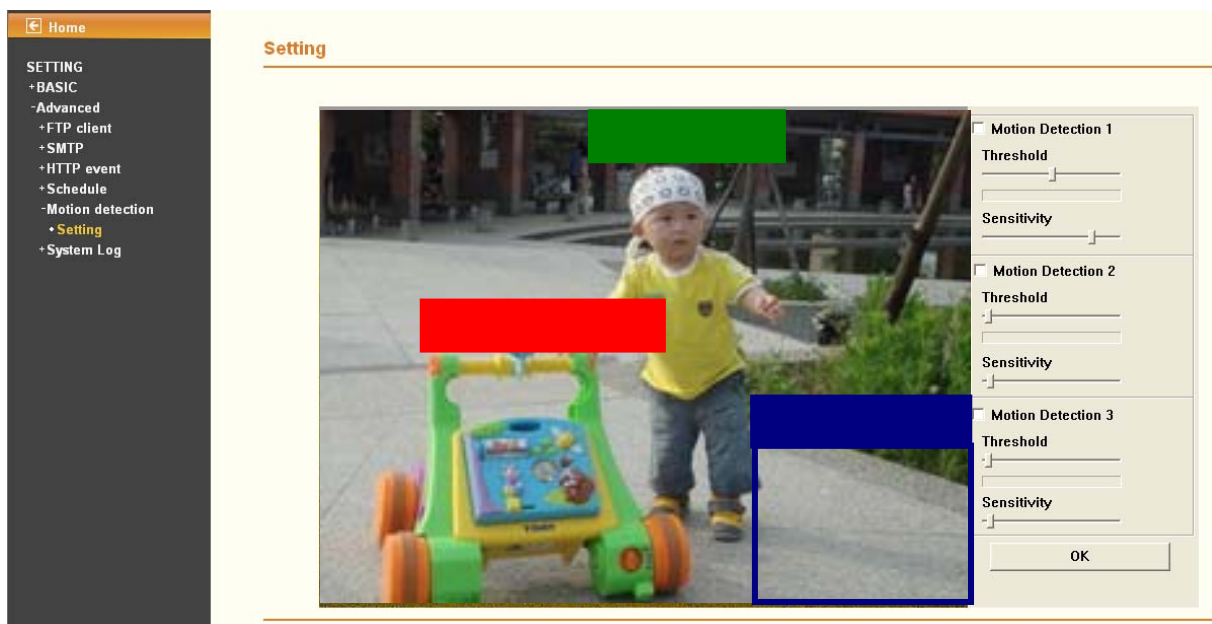 Home
SETTING
+BASIC
-Advanced
+FTP client
+SMTP
+HTTP event
+Schedule
-Motion detection
Setting
+System Log
Setting
Motion Detection 1
Threshold
Sensitivity
Motion Detection 2
Threshold
Sensitivity
Motion Detection 3
Threshold
Sensitivity
OK